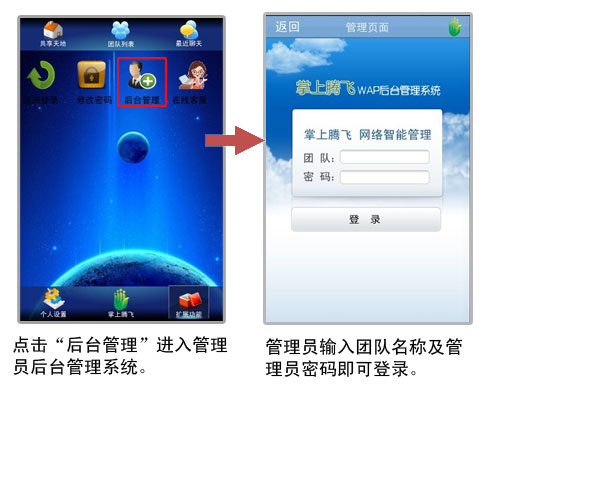 共享天地 团队列表 最近聊天
修改密码 后台管理 在线客服
个人设置 掌上腾飞 扩展功能
点击“后台管理”进入管理
员后台管理系统。
返回 管理页面
掌上腾飞 WAP后台管理系统
掌上腾飞 网络智能管理
团 队:
密 码:
登 录
管理员输入团队名称及管
理员密码即可登录。